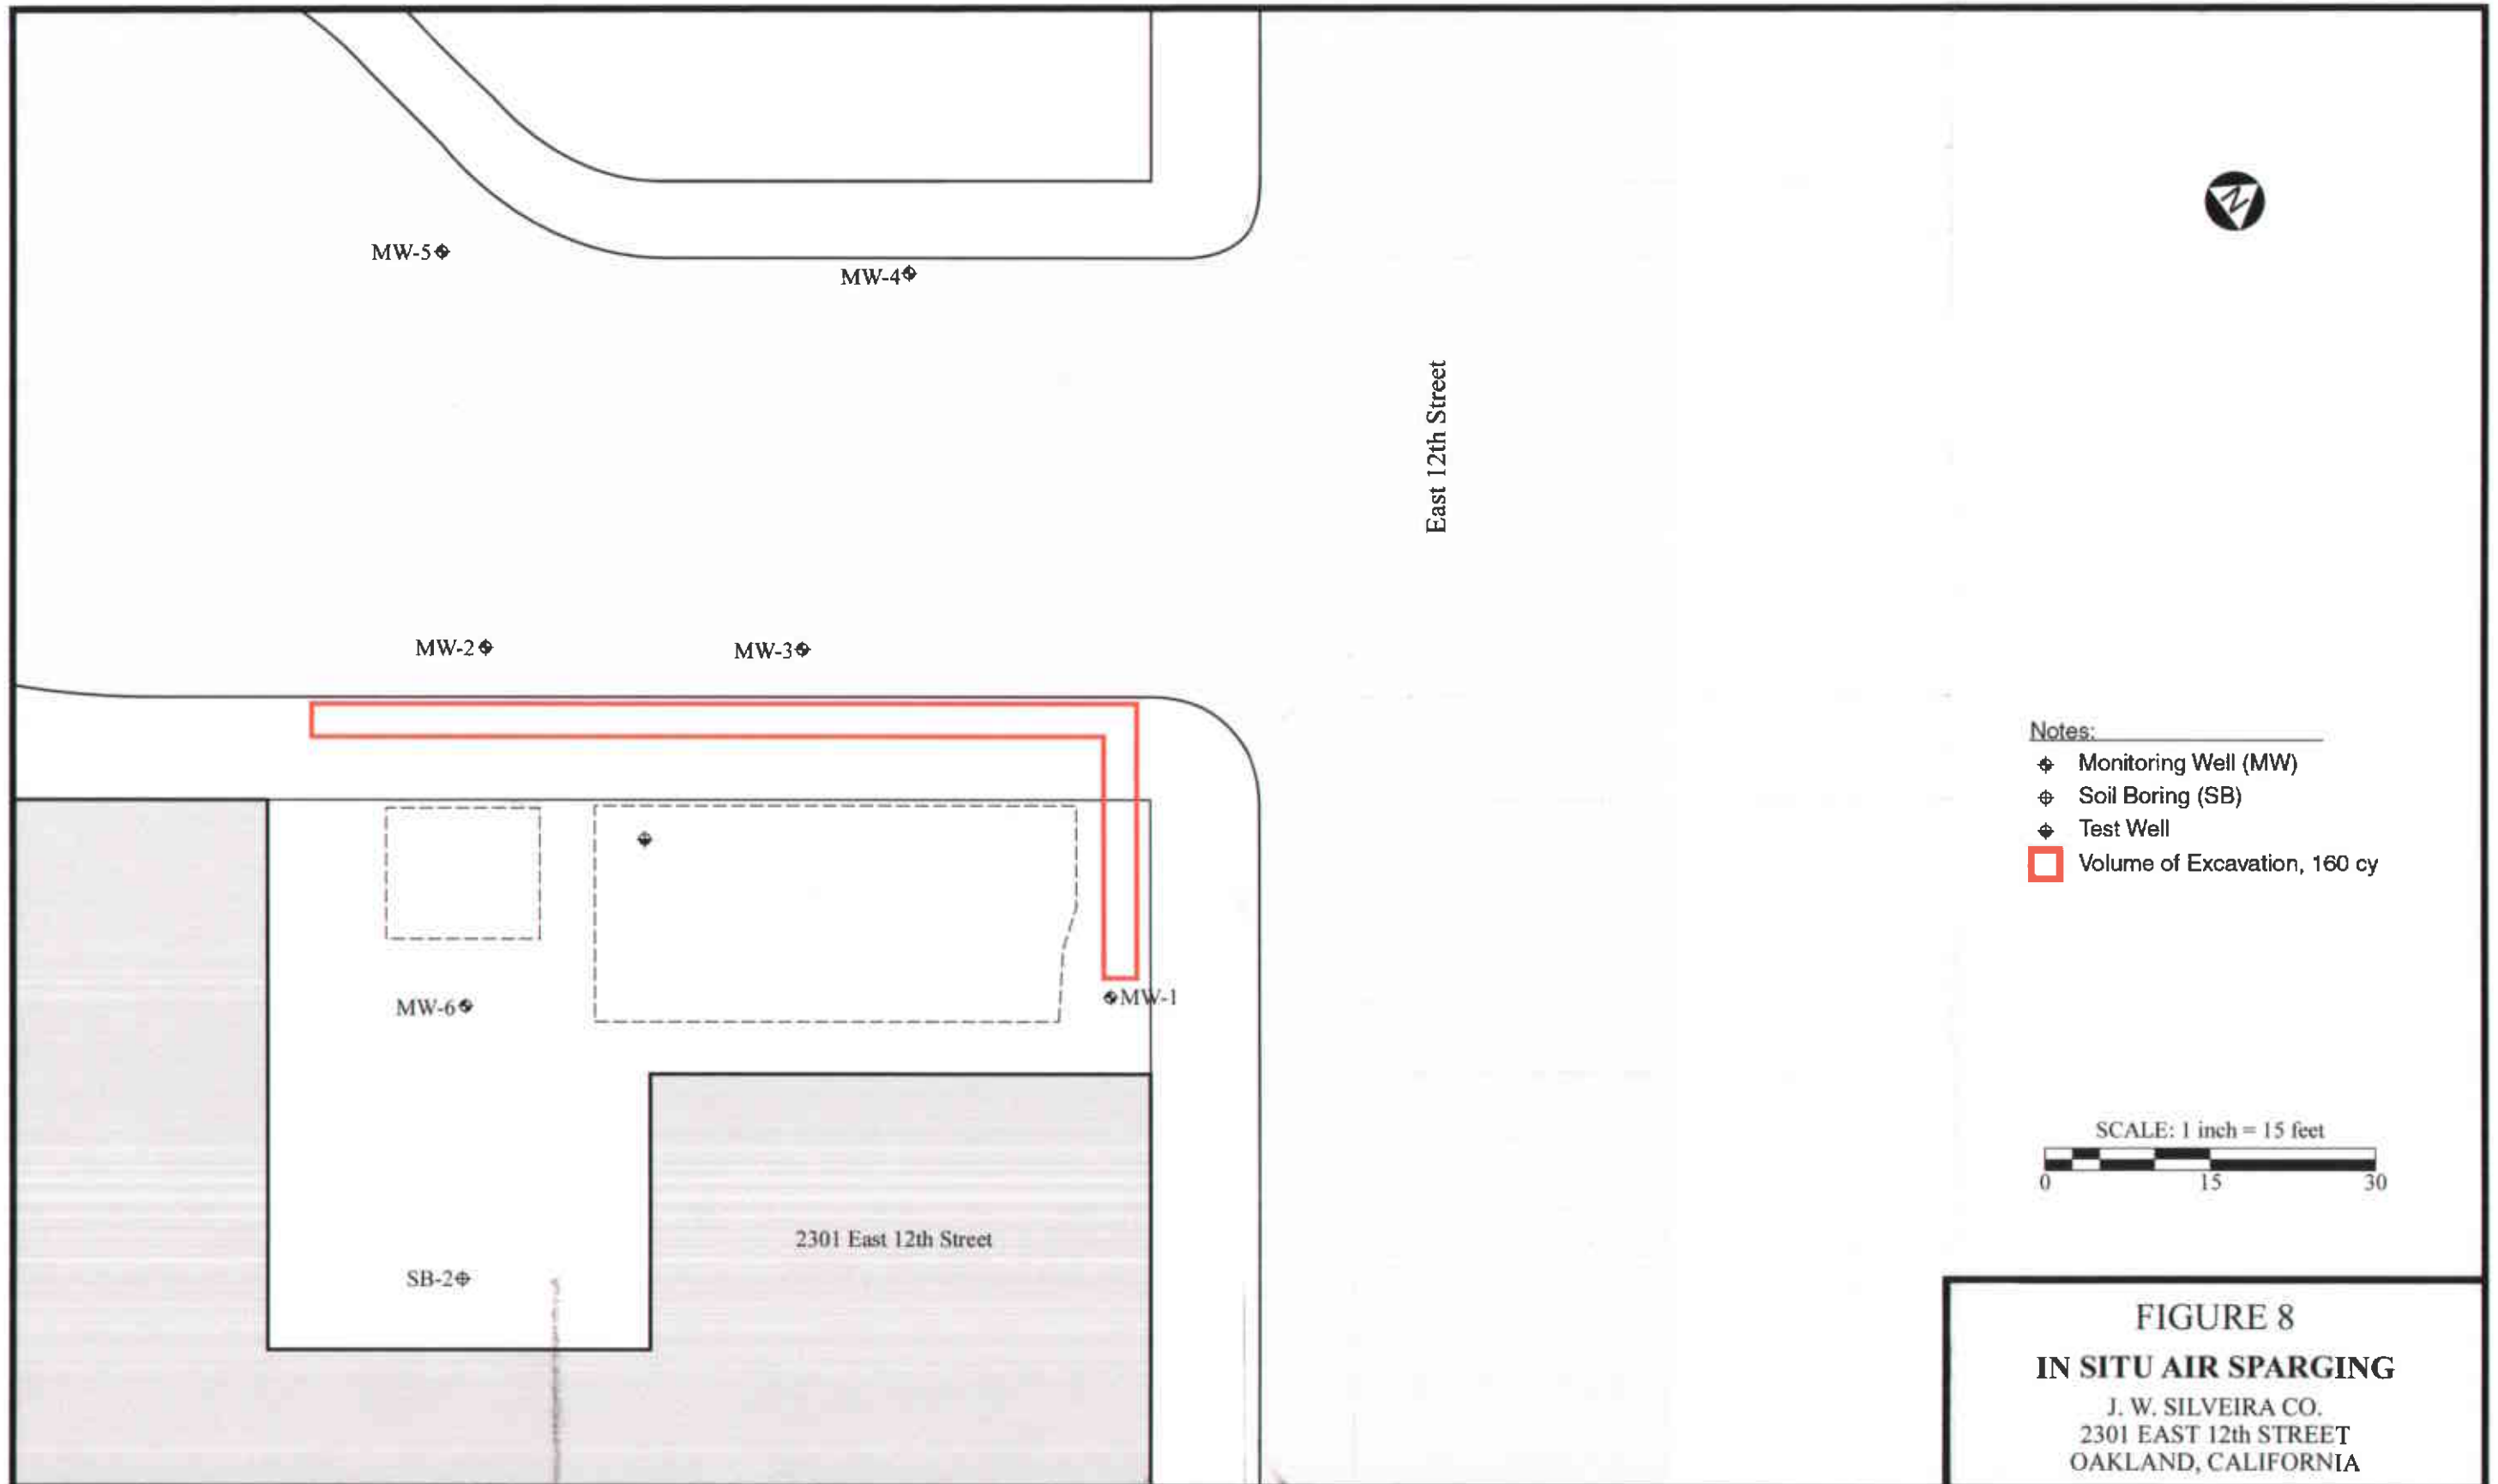 MW-5
MW-4
East 12th Street
N
MW-2
MW-3
Notes:
Monitoring Well (MW)
Soil Boring (SB)
Test Well
Volume of Excavation, 160 cy
MW-6
MW-1
SCALE: 1 inch = 15 feet
0 15 30
2301 East 12th Street
SB-2
FIGURE 8
IN SITU AIR SPARGING
J. W. SILVEIRA CO.
2301 EAST 12th STREET
OAKLAND, CALIFORNIA